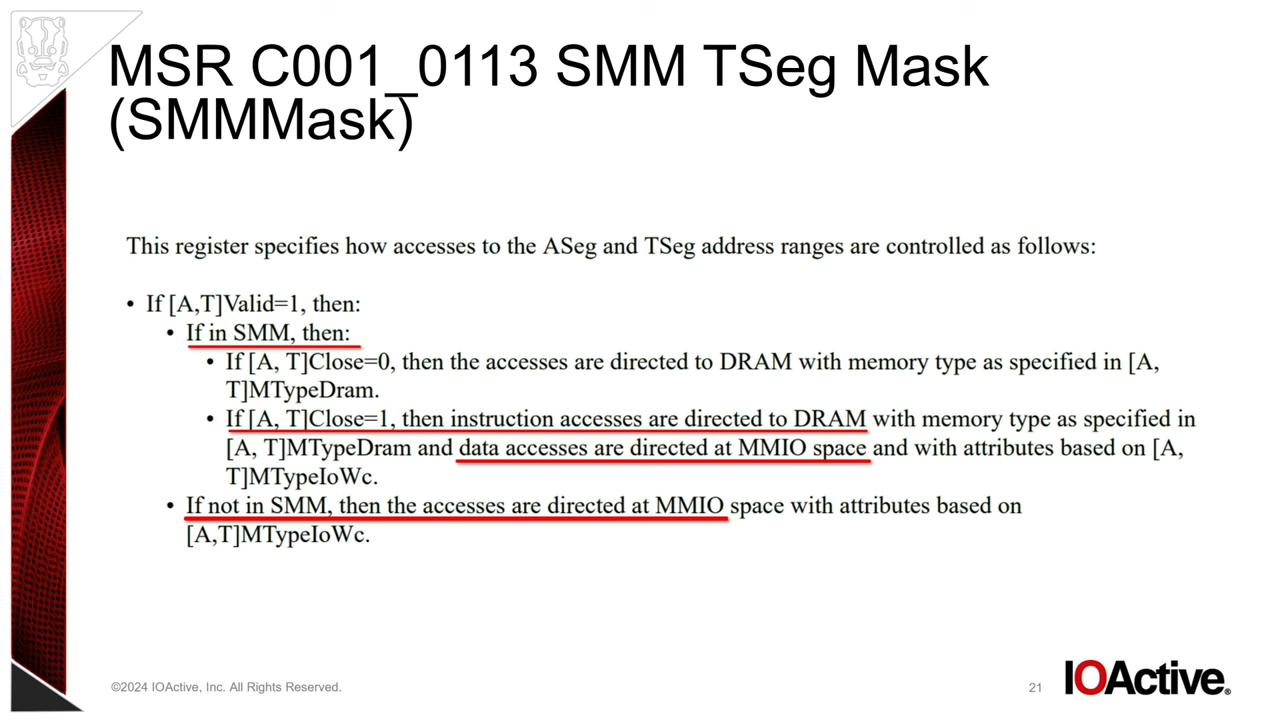 MSR C001_0113 SMM TSeg Mask
(SMMMask)
This register specifies how accesses to the ASeg and TSeg address ranges are controlled as follows:
• If [A,T]Valid=1, then:
• If in SMM, then:
• If [A, T]Close=0, then the accesses are directed to DRAM with memory type as specified in [A,
T]MTypeDram.
• If [A, T]Close=1, then instruction accesses are directed to DRAM with memory type as specified in
[A, T]MTypeDram and data accesses are directed at MMIO space and with attributes based on [A,
T]MTypeIoWc.
• If not in SMM, then the accesses are directed at MMIO space with attributes based on
[A,T]MTypeIoWc.
©2024 IOActive, Inc. All Rights Reserved.
21
IOActive®